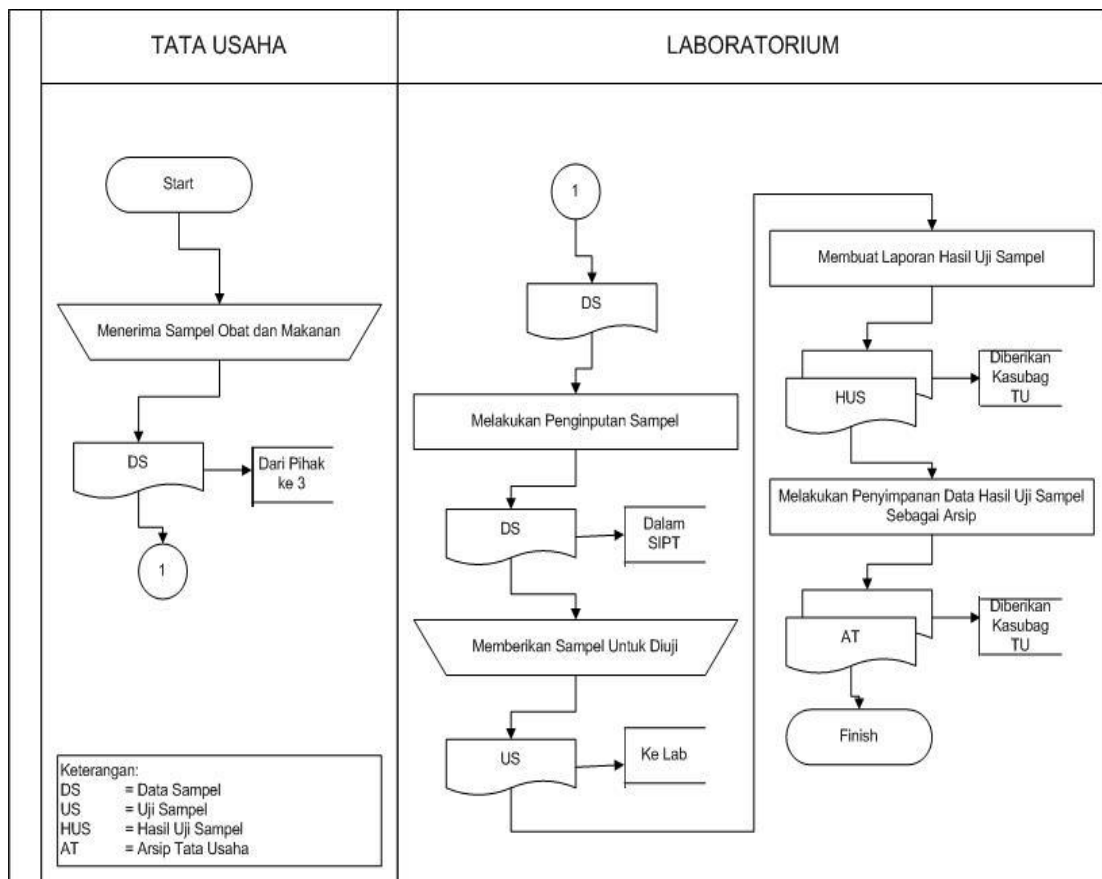 TATA USAHA
LABORATORIUM
Start
Menerima Sampel Obat dan Makanan
DS
Dari Pihak
ke 3
1
Keterangan:
DS = Data Sampel
US = Uji Sampel
HUS = Hasil Uji Sampel
AT = Arsip Tata Usaha
1
DS
Melakukan Penginputan Sampel
DS
Dalam
SIPT
Memberikan Sampel Untuk Diuji
US
Ke Lab
Membuat Laporan Hasil Uji Sampel
HUS
Diberikan
Kasubag
TU
Melakukan Penyimpanan Data Hasil Uji Sampel
Sebagai Arsip
AT
Diberikan
Kasubag
TU
Finish